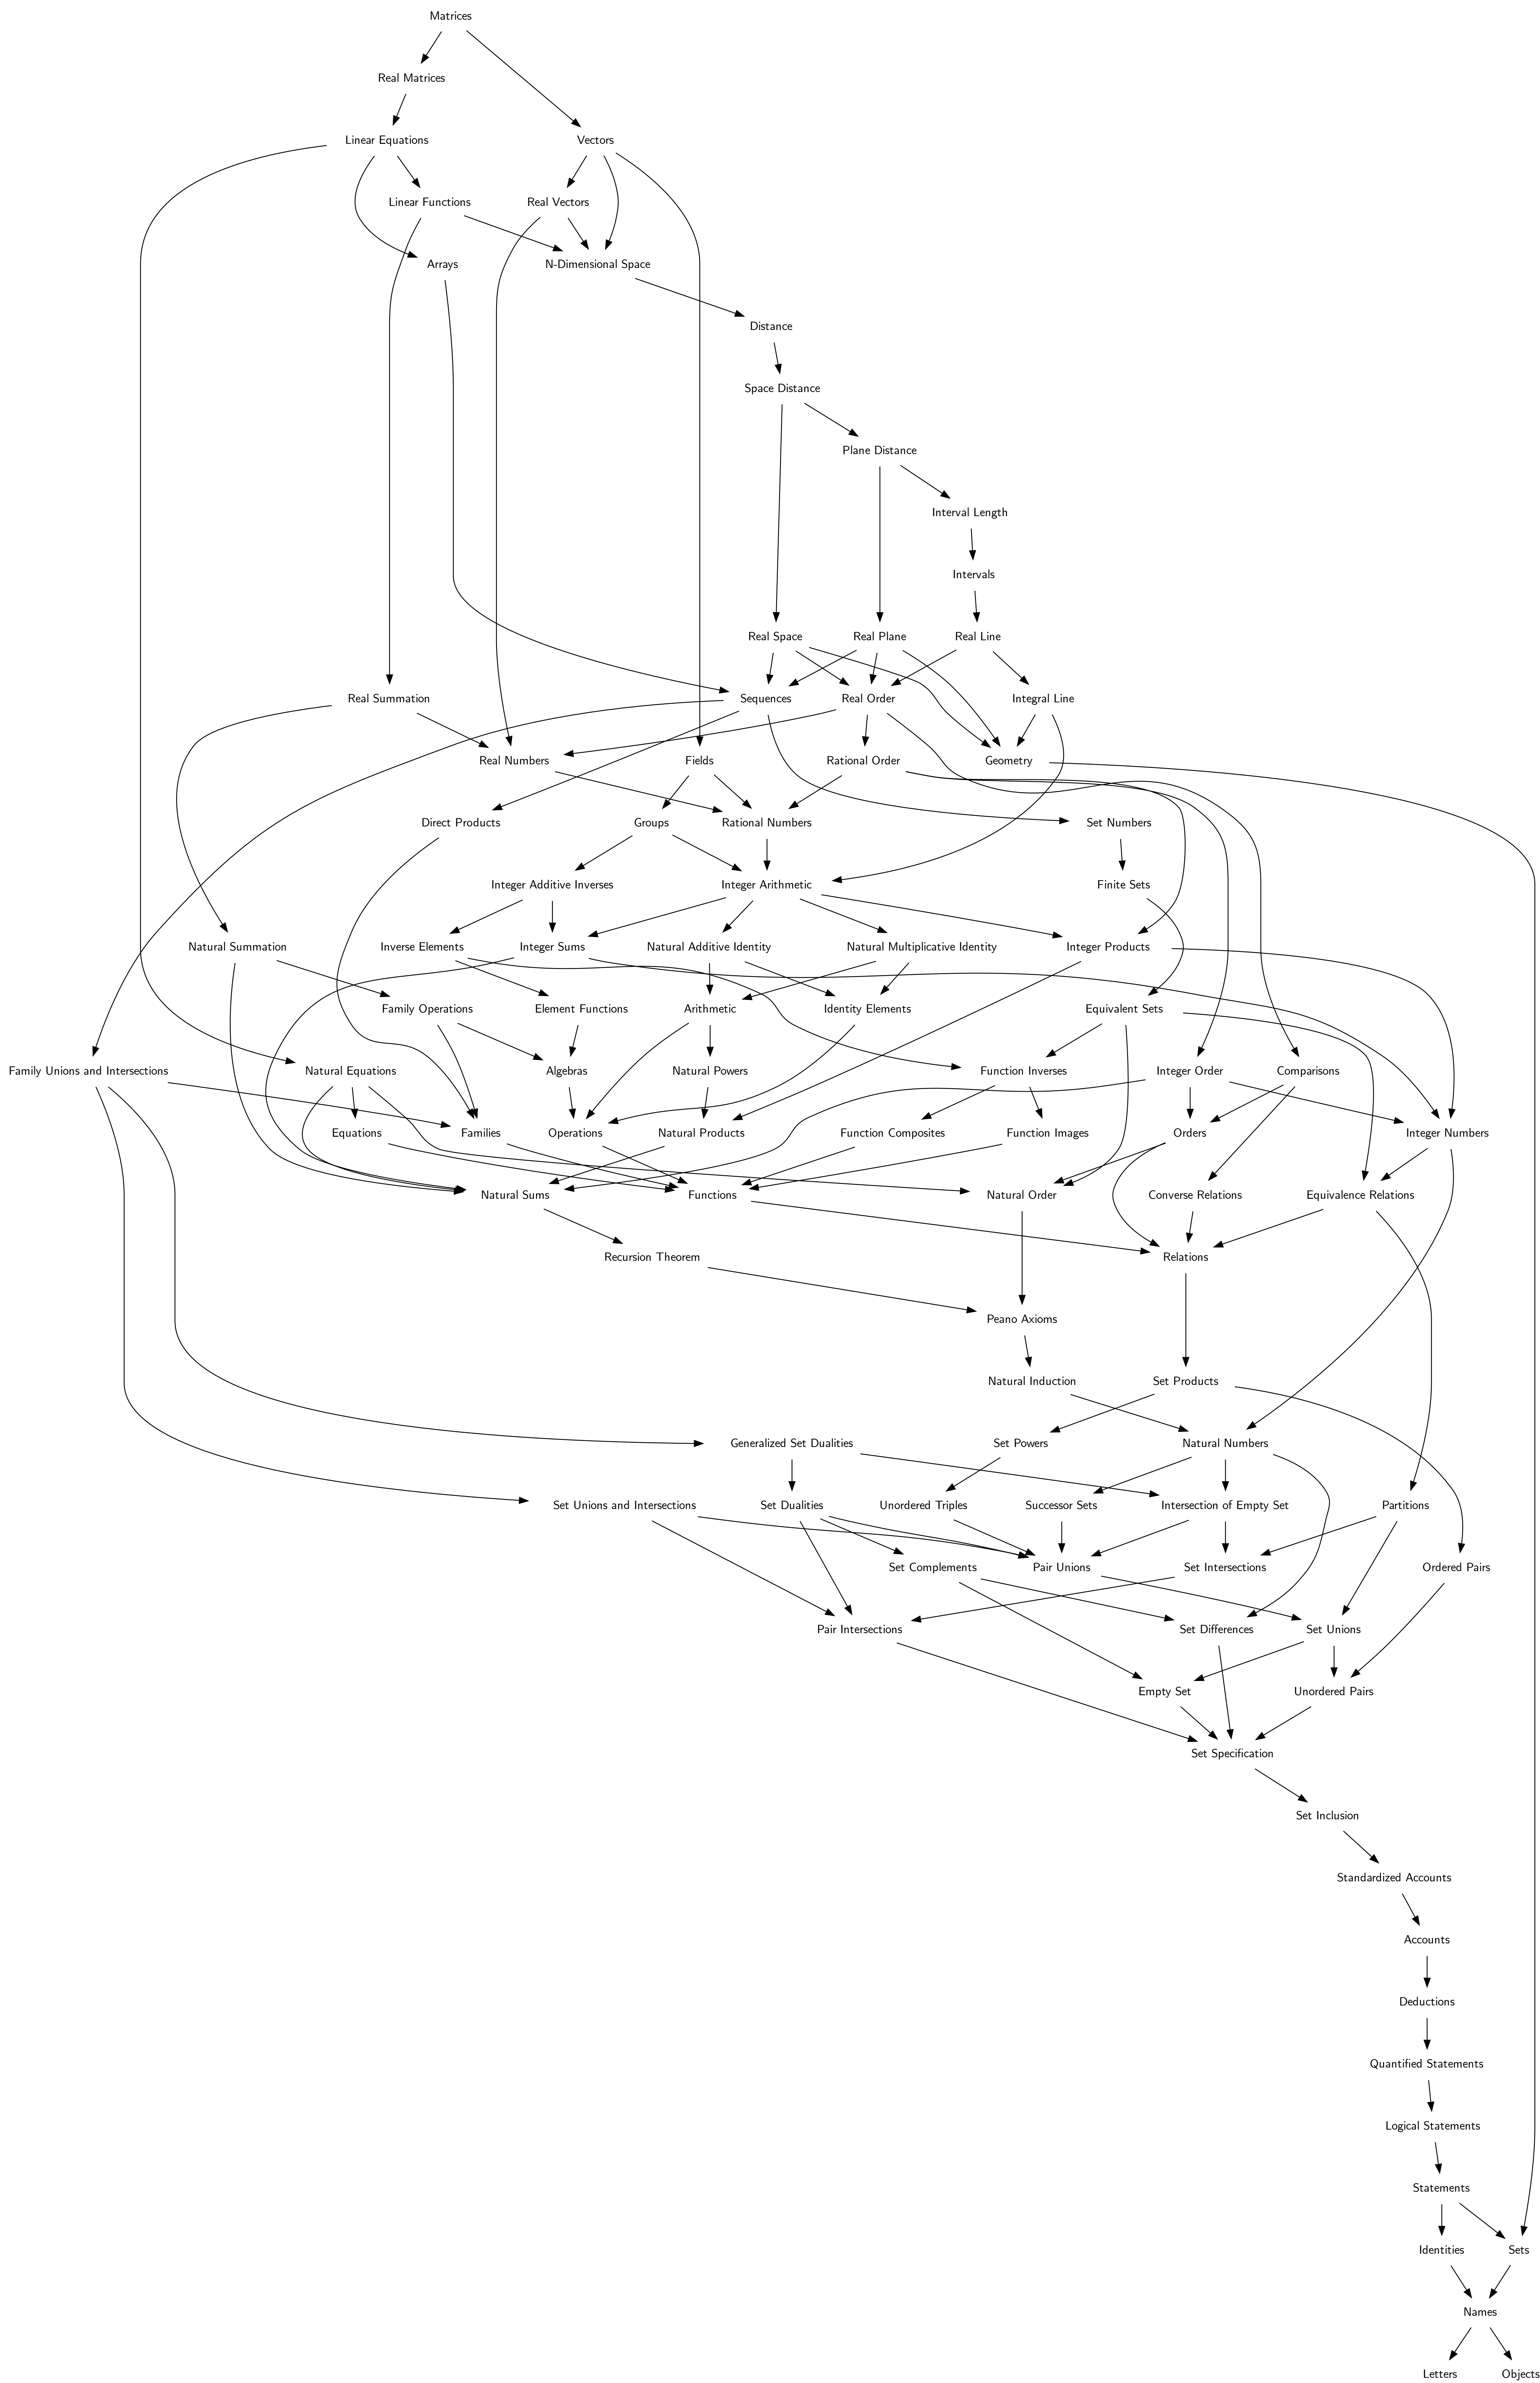 Matrices
Real Matrices
Linear Equations
Vectors
Linear Functions
Real Vectors
Arrays
N-Dimensional Space
Distance
Space Distance
Plane Distance
Interval Length
Intervals
Real Space
Real Plane
Real Line
Real Summation
Sequences
Real Order
Integral Line
Real Numbers
Fields
Rational Order
Geometry
Direct Products
Groups
Rational Numbers
Set Numbers
Integer Additive Inverses
Integer Arithmetic
Finite Sets
Natural Summation
Inverse Elements
Integer Sums
Natural Additive Identity
Natural Multiplicative Identity
Integer Products
Family Operations
Element Functions
Arithmetic
Identity Elements
Equivalent Sets
Family Unions and Intersections
Natural Equations
Algebras
Natural Powers
Function Inverses
Integer Order
Comparisons
Equations
Families
Operations
Natural Products
Function Composites
Function Images
Orders
Integer Numbers
Natural Sums
Functions
Natural Order
Converse Relations
Equivalence Relations
Recursion Theorem
Relations
Peano Axioms
Natural Induction
Set Products
Generalized Set Dualities
Set Powers
Natural Numbers
Set Unions and Intersections
Set Dualities
Unordered Triples
Successor Sets
Intersection of Empty Set
Partitions
Set Complements
Pair Unions
Set Intersections
Ordered Pairs
Pair Intersections
Set Differences
Set Unions
Empty Set
Unordered Pairs
Set Specification
Set Inclusion
Standardized Accounts
Accounts
Deductions
Quantified Statements
Logical Statements
Statements
Identities
Sets
Names
Letters
Objects